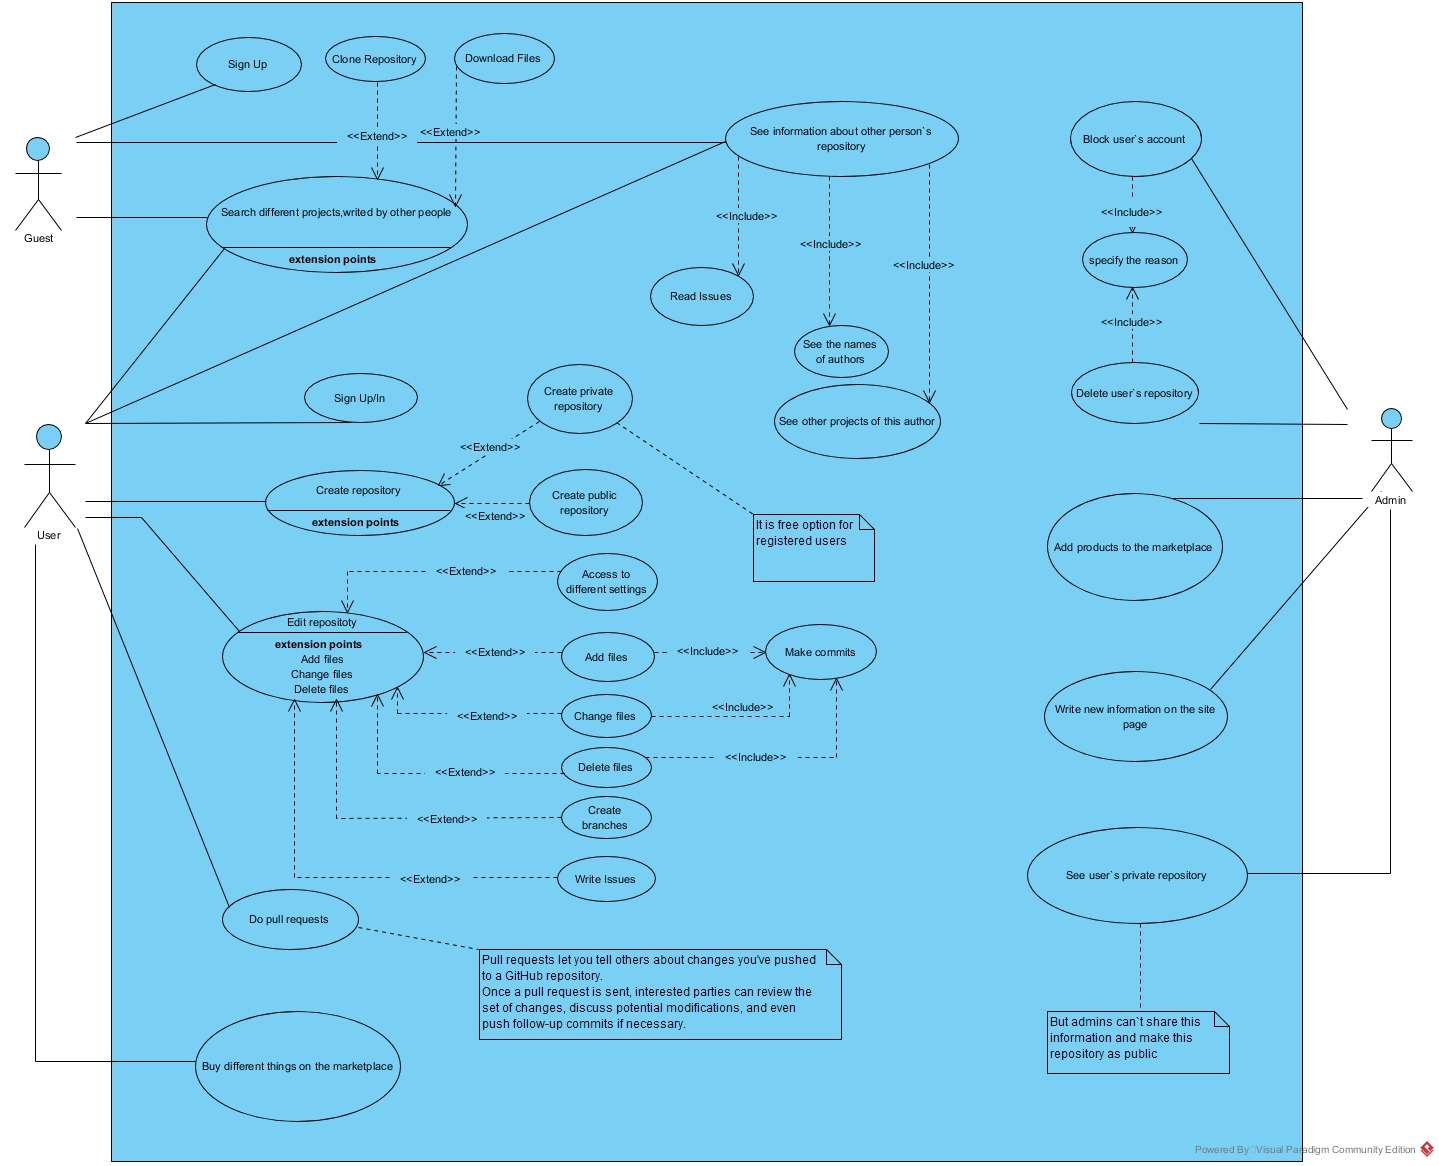 Sign Up
Clone Repository
Download Files
<<Extend>>
<<Extend>>
See information about other person`s
repository
Block user`s account
Guest
Search different projects,writed by other people
extension points
<<Include>>
<<Include>>
<<Include>>
<<Include>>
specify the reason
<<Include>>
Read Issues
See the names
of authors
See other projects of this author
Delete user`s repository
Sign Up/In
Create private
repository
<<Extend>>
User
Create repository
extension points
Create public
repository
<<Extend>>
It is free option for
registered users
Admin
Add products to the marketplace
<<Extend>>
Access to
different settings
Edit repositoty
extension points
Add files
Change files
Delete files
<<Extend>>
Add files
<<Include>>
Make commits
<<Extend>>
Change files
<<Include>>
Write new information on the site
page
<<Extend>>
Delete files
<<Include>>
<<Extend>>
Create
branches
<<Extend>>
Write Issues
See user`s private repository
Do pull requests
Pull requests let you tell others about changes you've pushed
to a GitHub repository.
Once a pull request is sent, interested parties can review the
set of changes, discuss potential modifications, and even
push follow-up commits if necessary.
But admins can`t share this
information and make this
repository as public
Buy different things on the marketplace
Powered By Visual Paradigm Community Edition